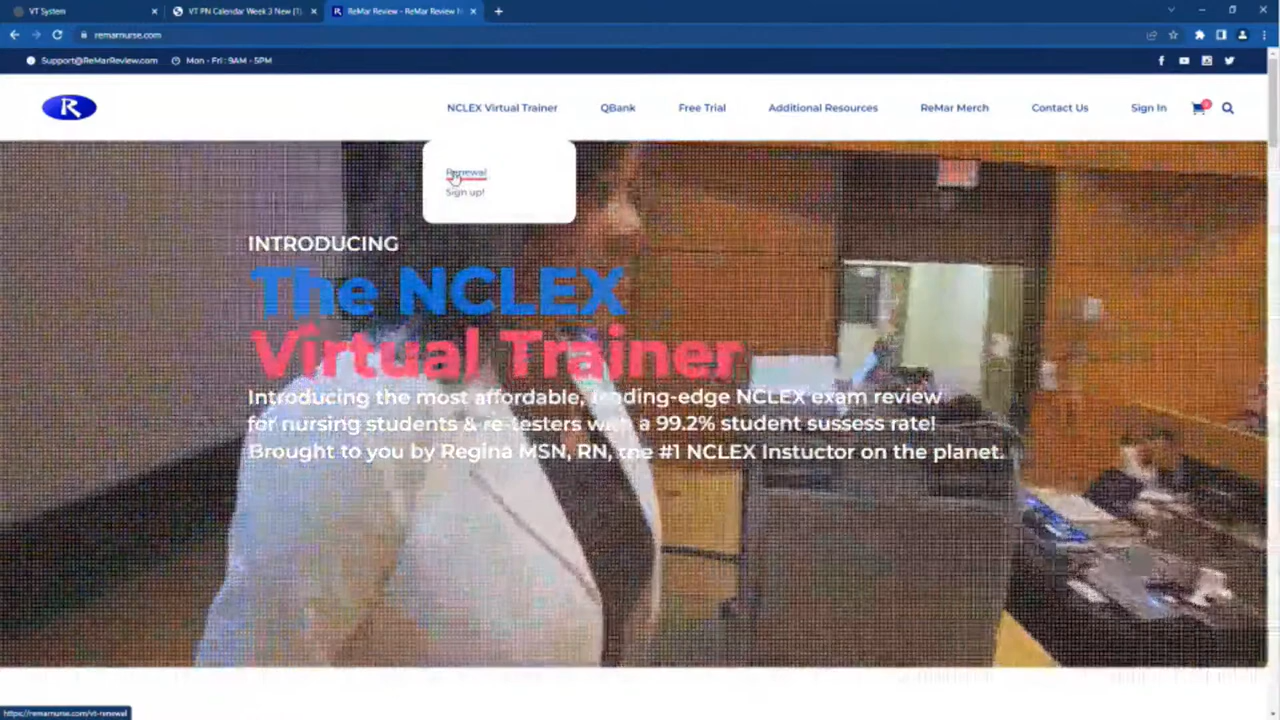 VT System
VT PN Calendar Week 3 New (1)
ReMar Review - ReMar Review
remarnurse.com
Support@ReMarReview.com
Mon - Fri : 9AM - 5PM
R
NCLEX Virtual Trainer
QBank
Free Trial
Additional Resources
ReMar Merch
Contact Us
Sign In
Renewal
Sign up!
INTRODUCING
The NCLEX
Virtual Trainer
Introducing the most affordable, leading-edge NCLEX exam review
for nursing students & re-testers with a 99.2% student sussess rate!
Brought to you by Regina MSN, RN, the #1 NCLEX Instuctor on the planet.
https://remarnurse.com/vt-renewal